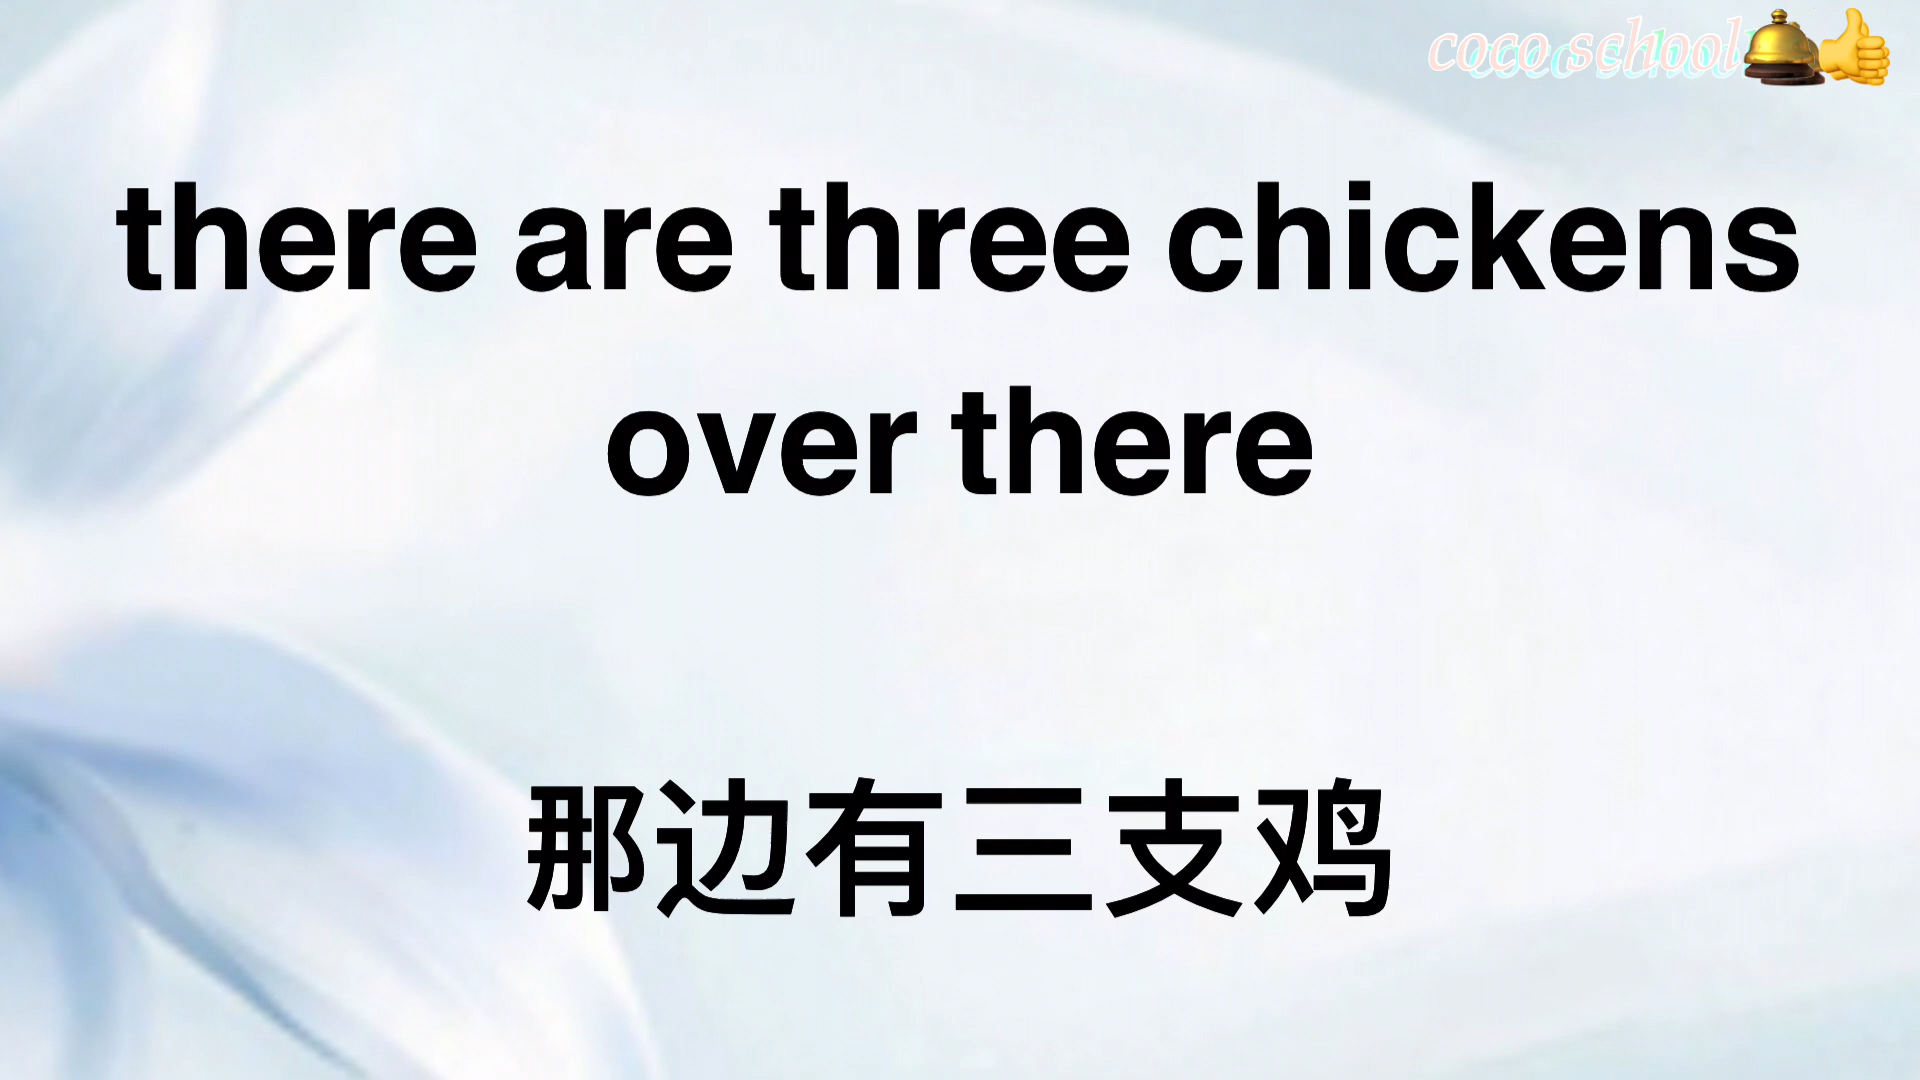 coco school
there are three chickens
over there
那边有三支鸡